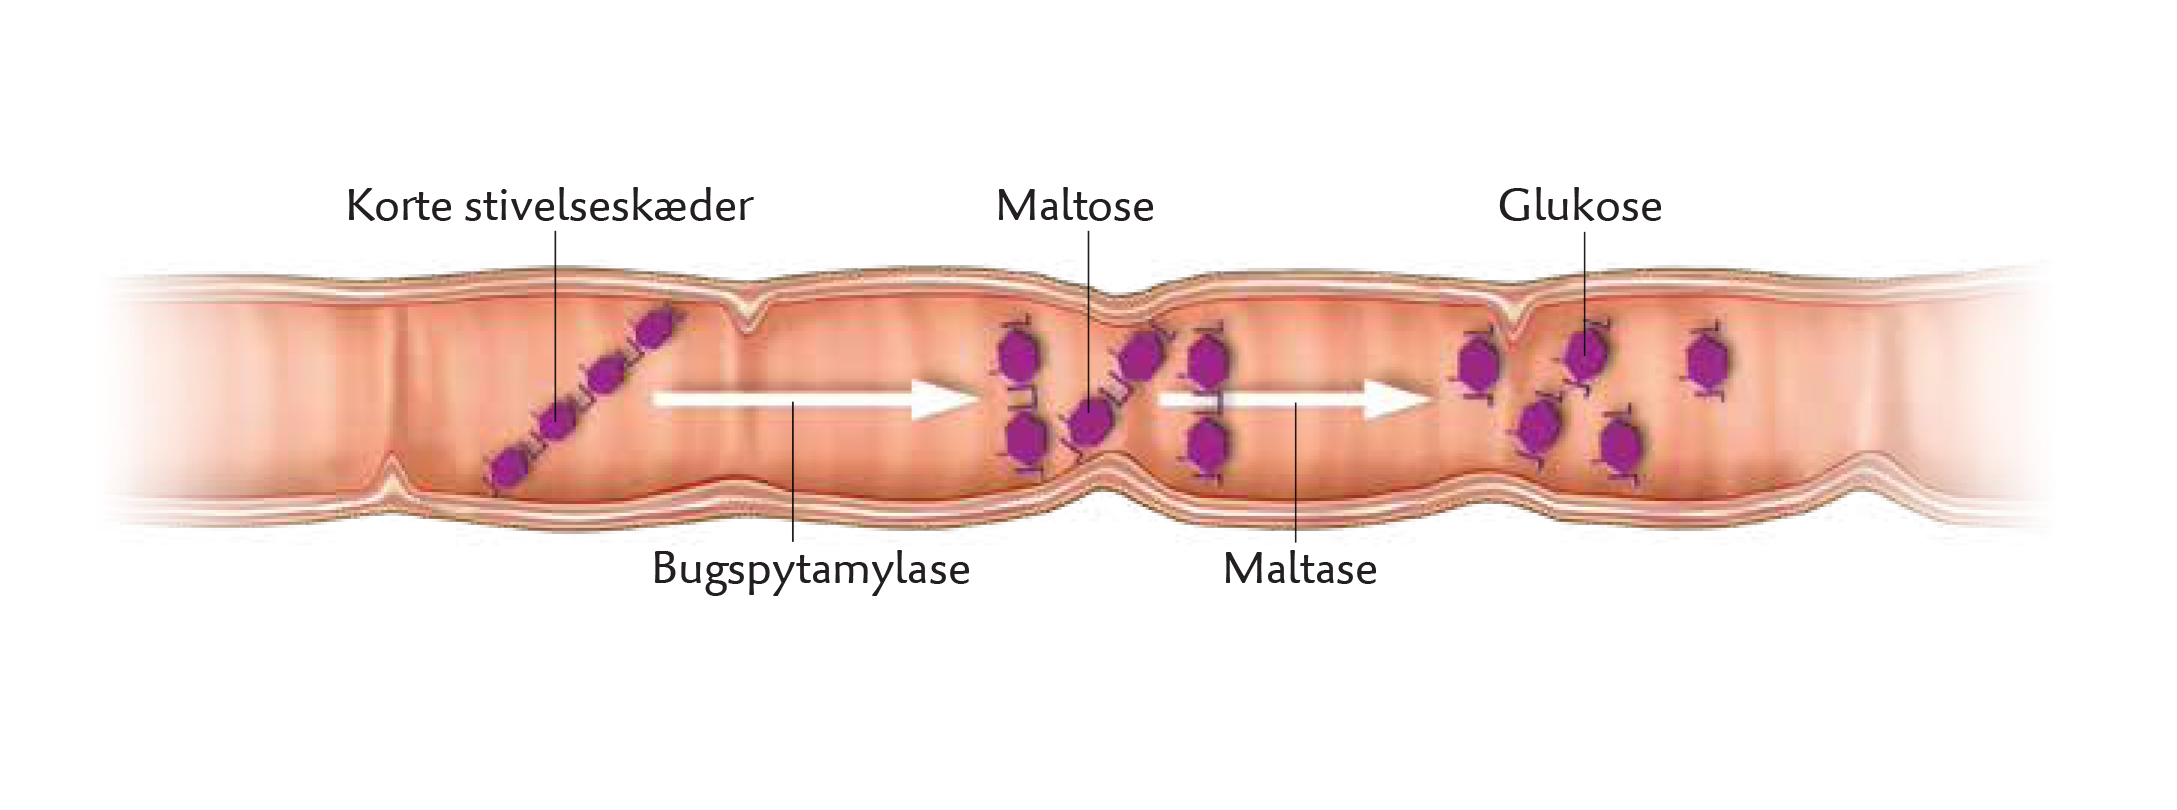 Korte stivelseskæder
Maltose
Glukose
Bugspytamylase
Maltase